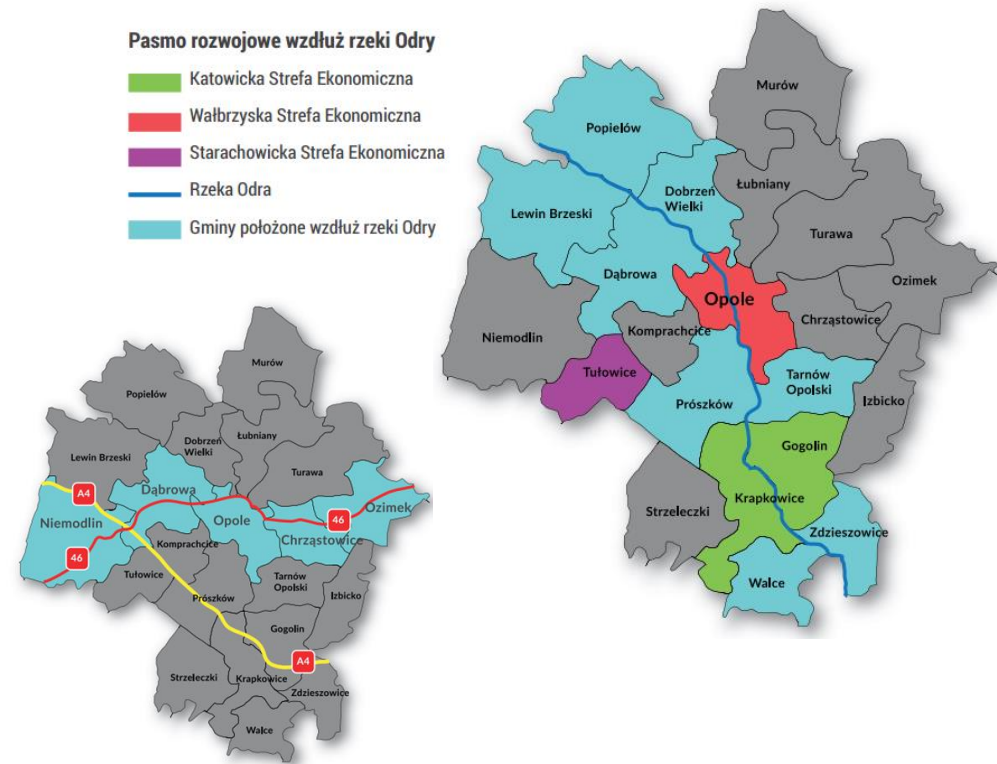 Pasmo rozwojowe wzdłuż rzeki Odry
Katowicka Strefa Ekonomiczna
Wałbrzyska Strefa Ekonomiczna
Starachowicka Strefa Ekonomiczna
Rzeka Odra
Gminy położone wzdłuż rzeki Odry
Murów
Popielów
Dobrzeń
Wielki
Łubniany
Lewin Brzeski
Turawa
Dąbrowa
Ozimek
Opole
Chrząstowice
Niemodlin
Komprachcice
Tułowice
Tarnów
Opolski
Prószków
Izbicko
Gogolin
Krapkowice
Strzeleczki
Zdzieszowice
Walce
Murów
Popielów
Dobrzeń
Wielki
Łubniany
Lewin Brzeski
Turawa
A4
Dąbrowa
Ozimek
Niemodlin
Opole
46
Chrząstowice
46
Komprachcice
Tułowice
Tarnów
Opolski
Prószków
Izbicko
Gogolin
A4
Strzeleczki
Krapkowice
Zdzieszowice
Walce